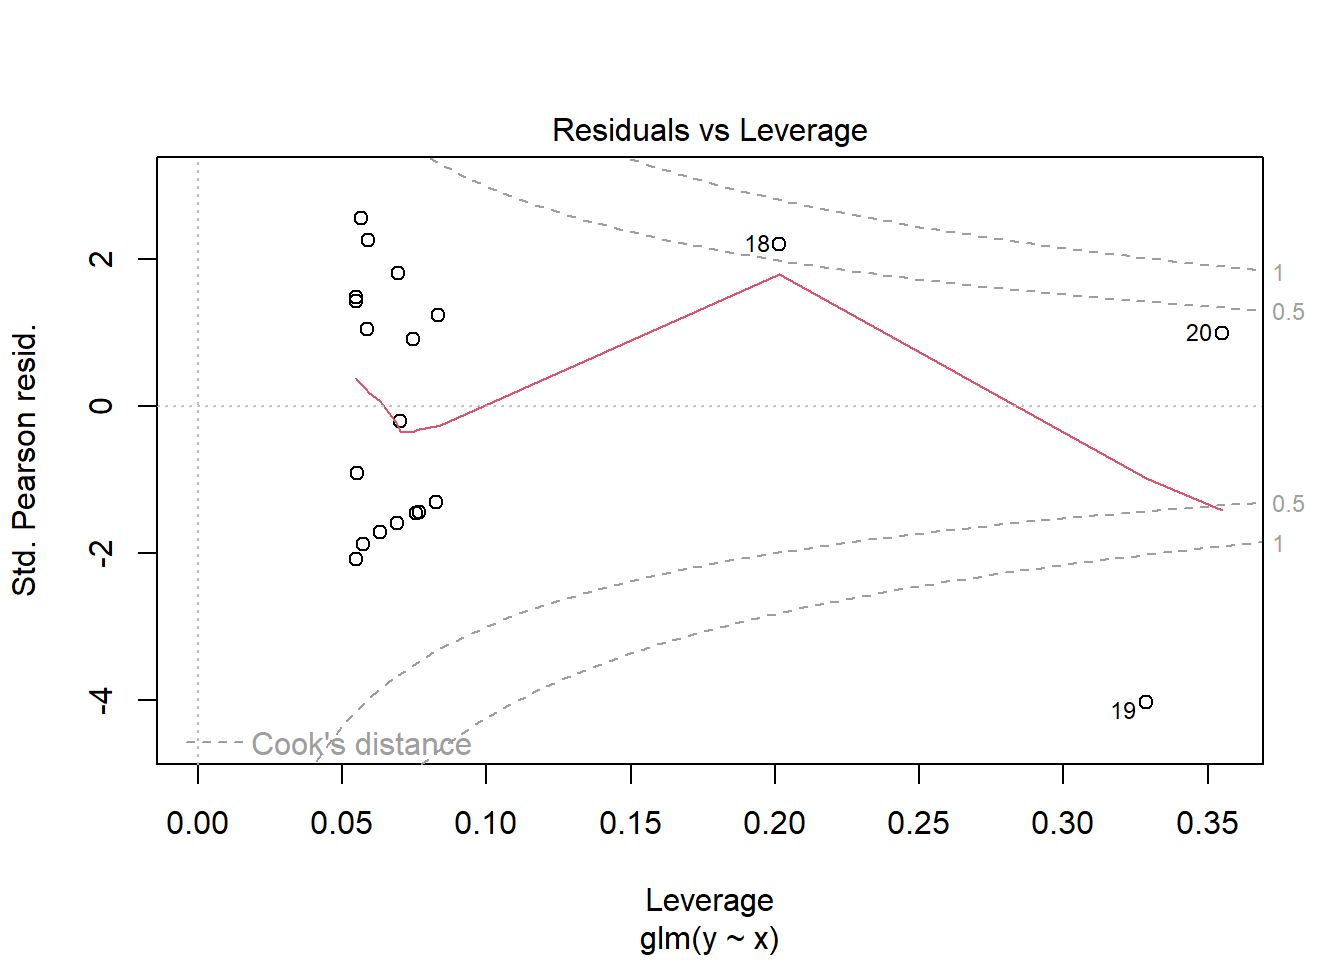 Residuals vs Leverage
Std. Pearson resid.
2
0
-2
-4
18
20
19
1
0.5
0.5
1
Cook's distance
0.00 0.05 0.10 0.15 0.20 0.25 0.30 0.35
Leverage
glm(y ~ x)